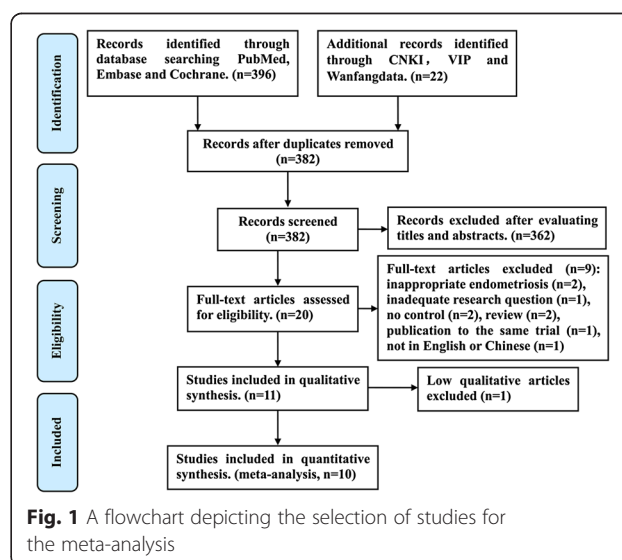 Identification
Records identified through
database searching PubMed,
Embase and Cochrane. (n=396)
Additional records identified
through CNKI， VIP and
Wanfangdata. (n=22)
Records after duplicates removed
(n=382)
Screening
Records screened
(n=382)
Records excluded after evaluating
titles and abstracts. (n=362)
Eligibility
Full-text articles assessed
for eligibility. (n=20)
Full-text articles excluded (n=9):
inappropriate endometriosis (n=2),
inadequate research question (n=1),
no control (n=2), review (n=2),
publication to the same trial (n=1),
not in English or Chinese (n=1)
Studies included in qualitative
synthesis. (n=11)
Low qualitative articles
excluded (n=1)
Included
Studies included in quantitative
synthesis. (meta-analysis, n=10)
Fig. 1 A flowchart depicting the selection of studies for
the meta-analysis